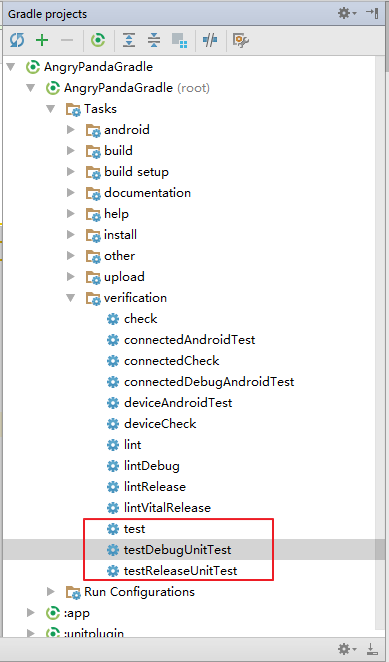 Gradle projects
AngryPandaGradle
AngryPandaGradle (root)
Tasks
android
build
build setup
documentation
help
install
other
upload
verification
check
connectedAndroidTest
connectedCheck
connectedDebugAndroidTest
deviceAndroidTest
deviceCheck
lint
lintDebug
lintRelease
lintVitalRelease
test
testDebugUnitTest
testReleaseUnitTest
Run Configurations
:app
:unitplugin